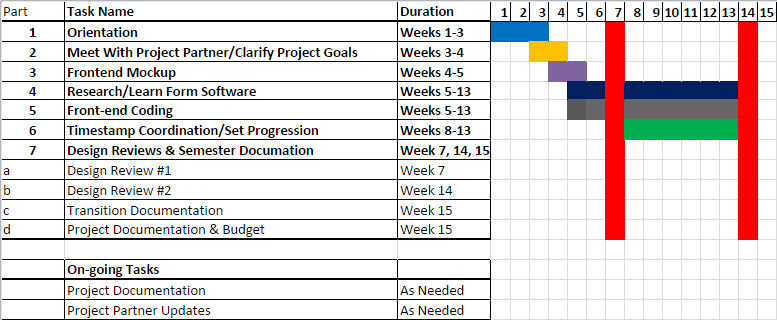 Part Task Name Duration 1 2 3 4 5 6 7 8 9 10 11 12 13 14 15
1 Orientation Weeks 1-3
2 Meet With Project Partner/Clarify Project Goals Weeks 3-4
3 Frontend Mockup Weeks 4-5
4 Research/Learn Form Software Weeks 5-13
5 Front-end Coding Weeks 5-13
6 Timestamp Coordination/Set Progression Weeks 8-13
7 Design Reviews & Semester Documation Week 7, 14, 15
a Design Review #1 Week 7
b Design Review #2 Week 14
c Transition Documentation Week 15
d Project Documentation & Budget Week 15
On-going Tasks
Project Documentation As Needed
Project Partner Updates As Needed